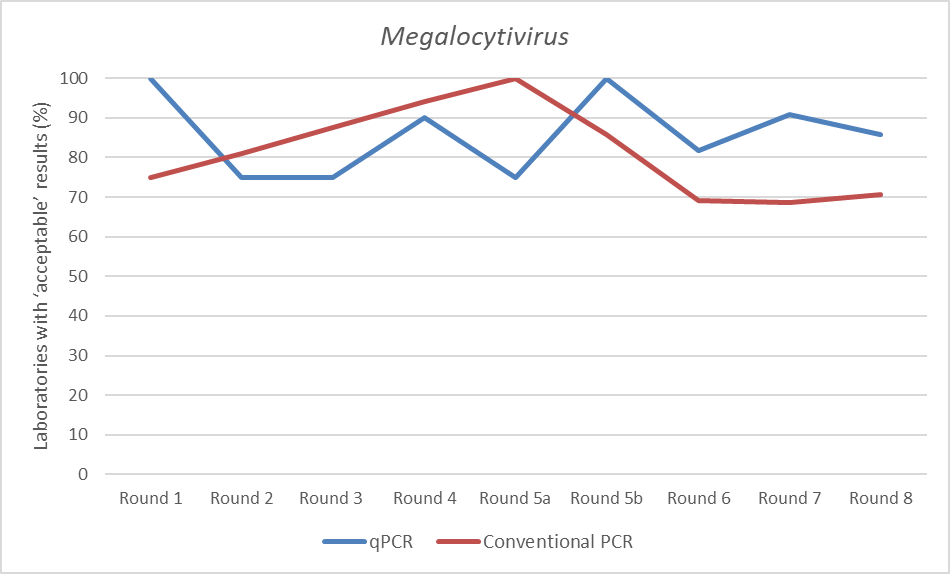 Megalocytivirus
Laboratories with ‘acceptable’ results (%)
100
90
80
70
60
50
40
30
20
10
0
Round 1 Round 2 Round 3 Round 4 Round 5a Round 5b Round 6 Round 7 Round 8
qPCR Conventional PCR